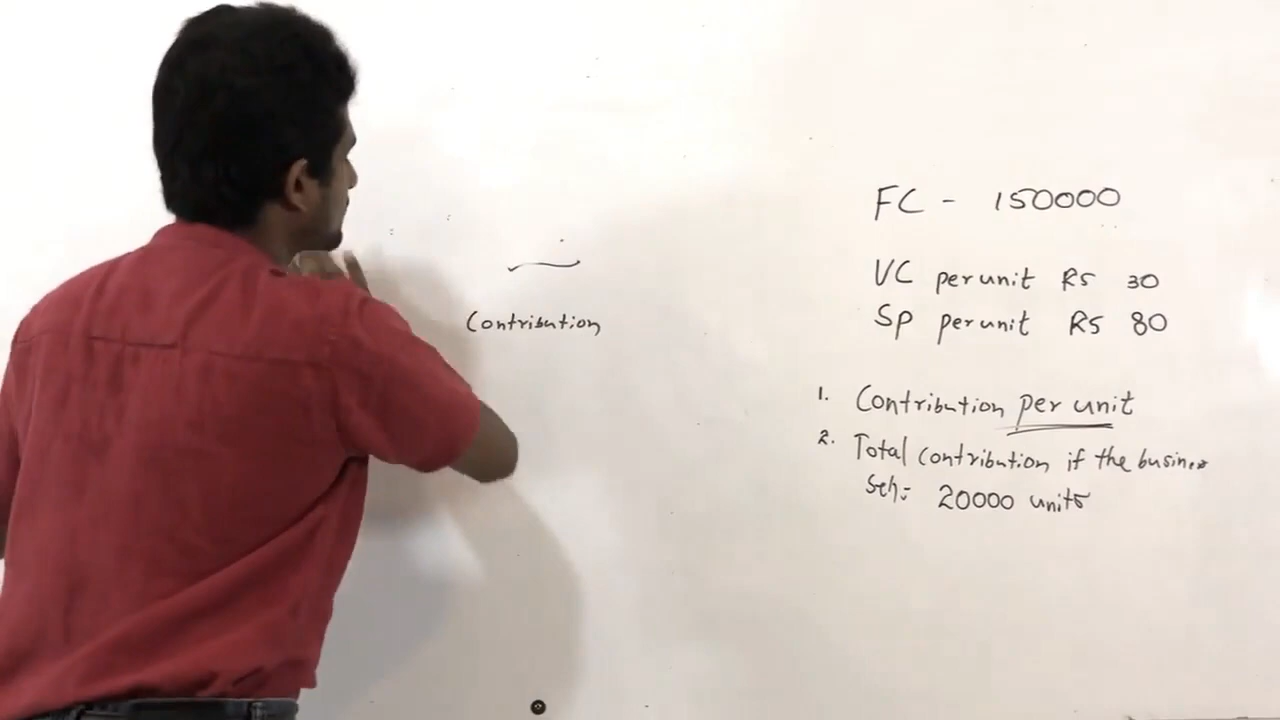 Contribution
FC - 150000
VC per unit Rs 30
Sp per unit Rs 80
1. Contribution per unit
2. Total contribution if the business
20000 units